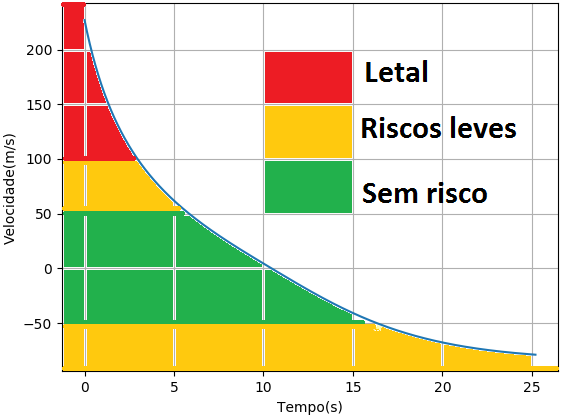 200
150
100
50
0
−50
Velocidade(m/s)
Letal
Riscos leves
Sem risco
0 5 10 15 20 25
Tempo(s)